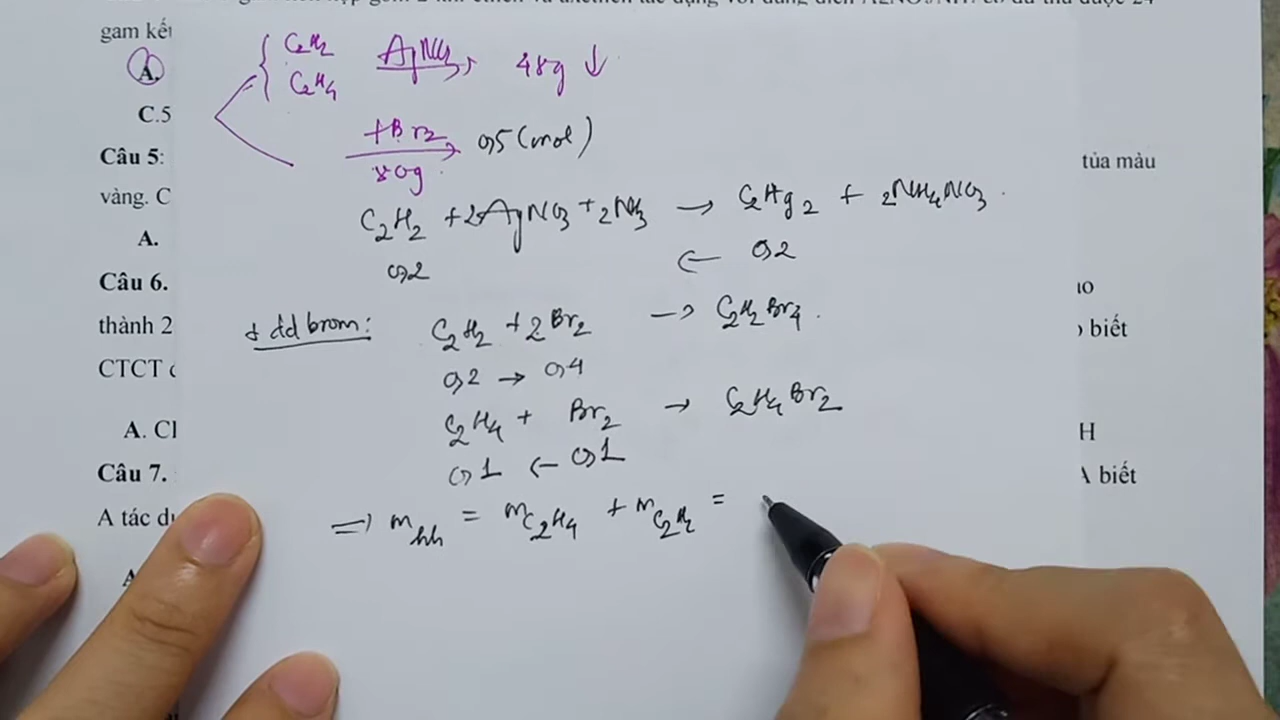 gam kết
{ C2H2 AgNO3 → 48g ↓
C2H4
A.
C.5
+Br2 → 0,5 (mol)
80g
Câu 5: tủa màu
vàng. C
C2H2 + 2AgNO3 + 2NH3 → C2Ag2 + 2NH4NO3.
A.
0,2 ← 0,2
Câu 6.
+ dd brom: C2H2 + 2Br2 → C2H2Br4.
thành 2 biết
0,2 → 0,4
CTCT
C2H4 + Br2 → C2H4Br2
A. CH H
0,1 ← 0,1
Câu 7. A biết
A tác dụ
=> mhh = mC2H4 + mC2H2 =